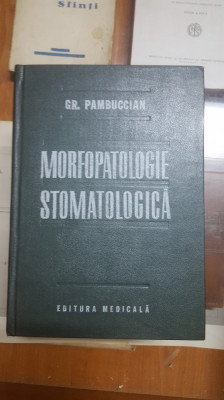 Sfinți
GR. PAMBUCCIAN
MORFOPATOLOGIE
STOMATOLOGICĂ
EDITURA MEDICALĂ